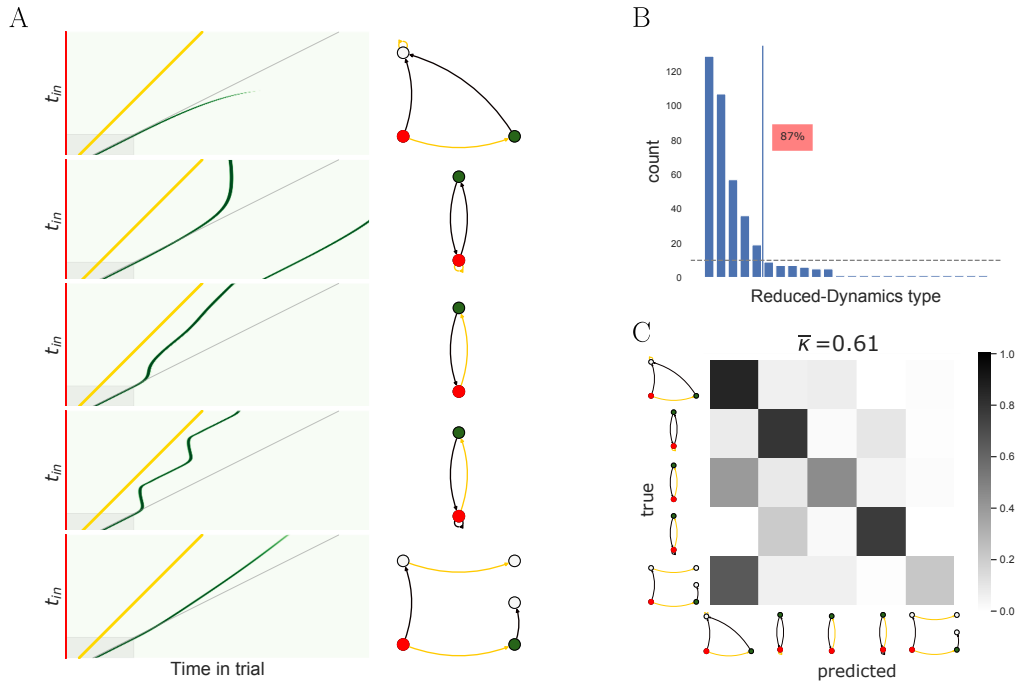 A
t_in
t_in
t_in
t_in
t_in
Time in trial
B
count
120
100
80
60
40
20
0
87%
Reduced-Dynamics type
C
κ̅ =0.61
true
predicted
1.0
0.8
0.6
0.4
0.2
0.0